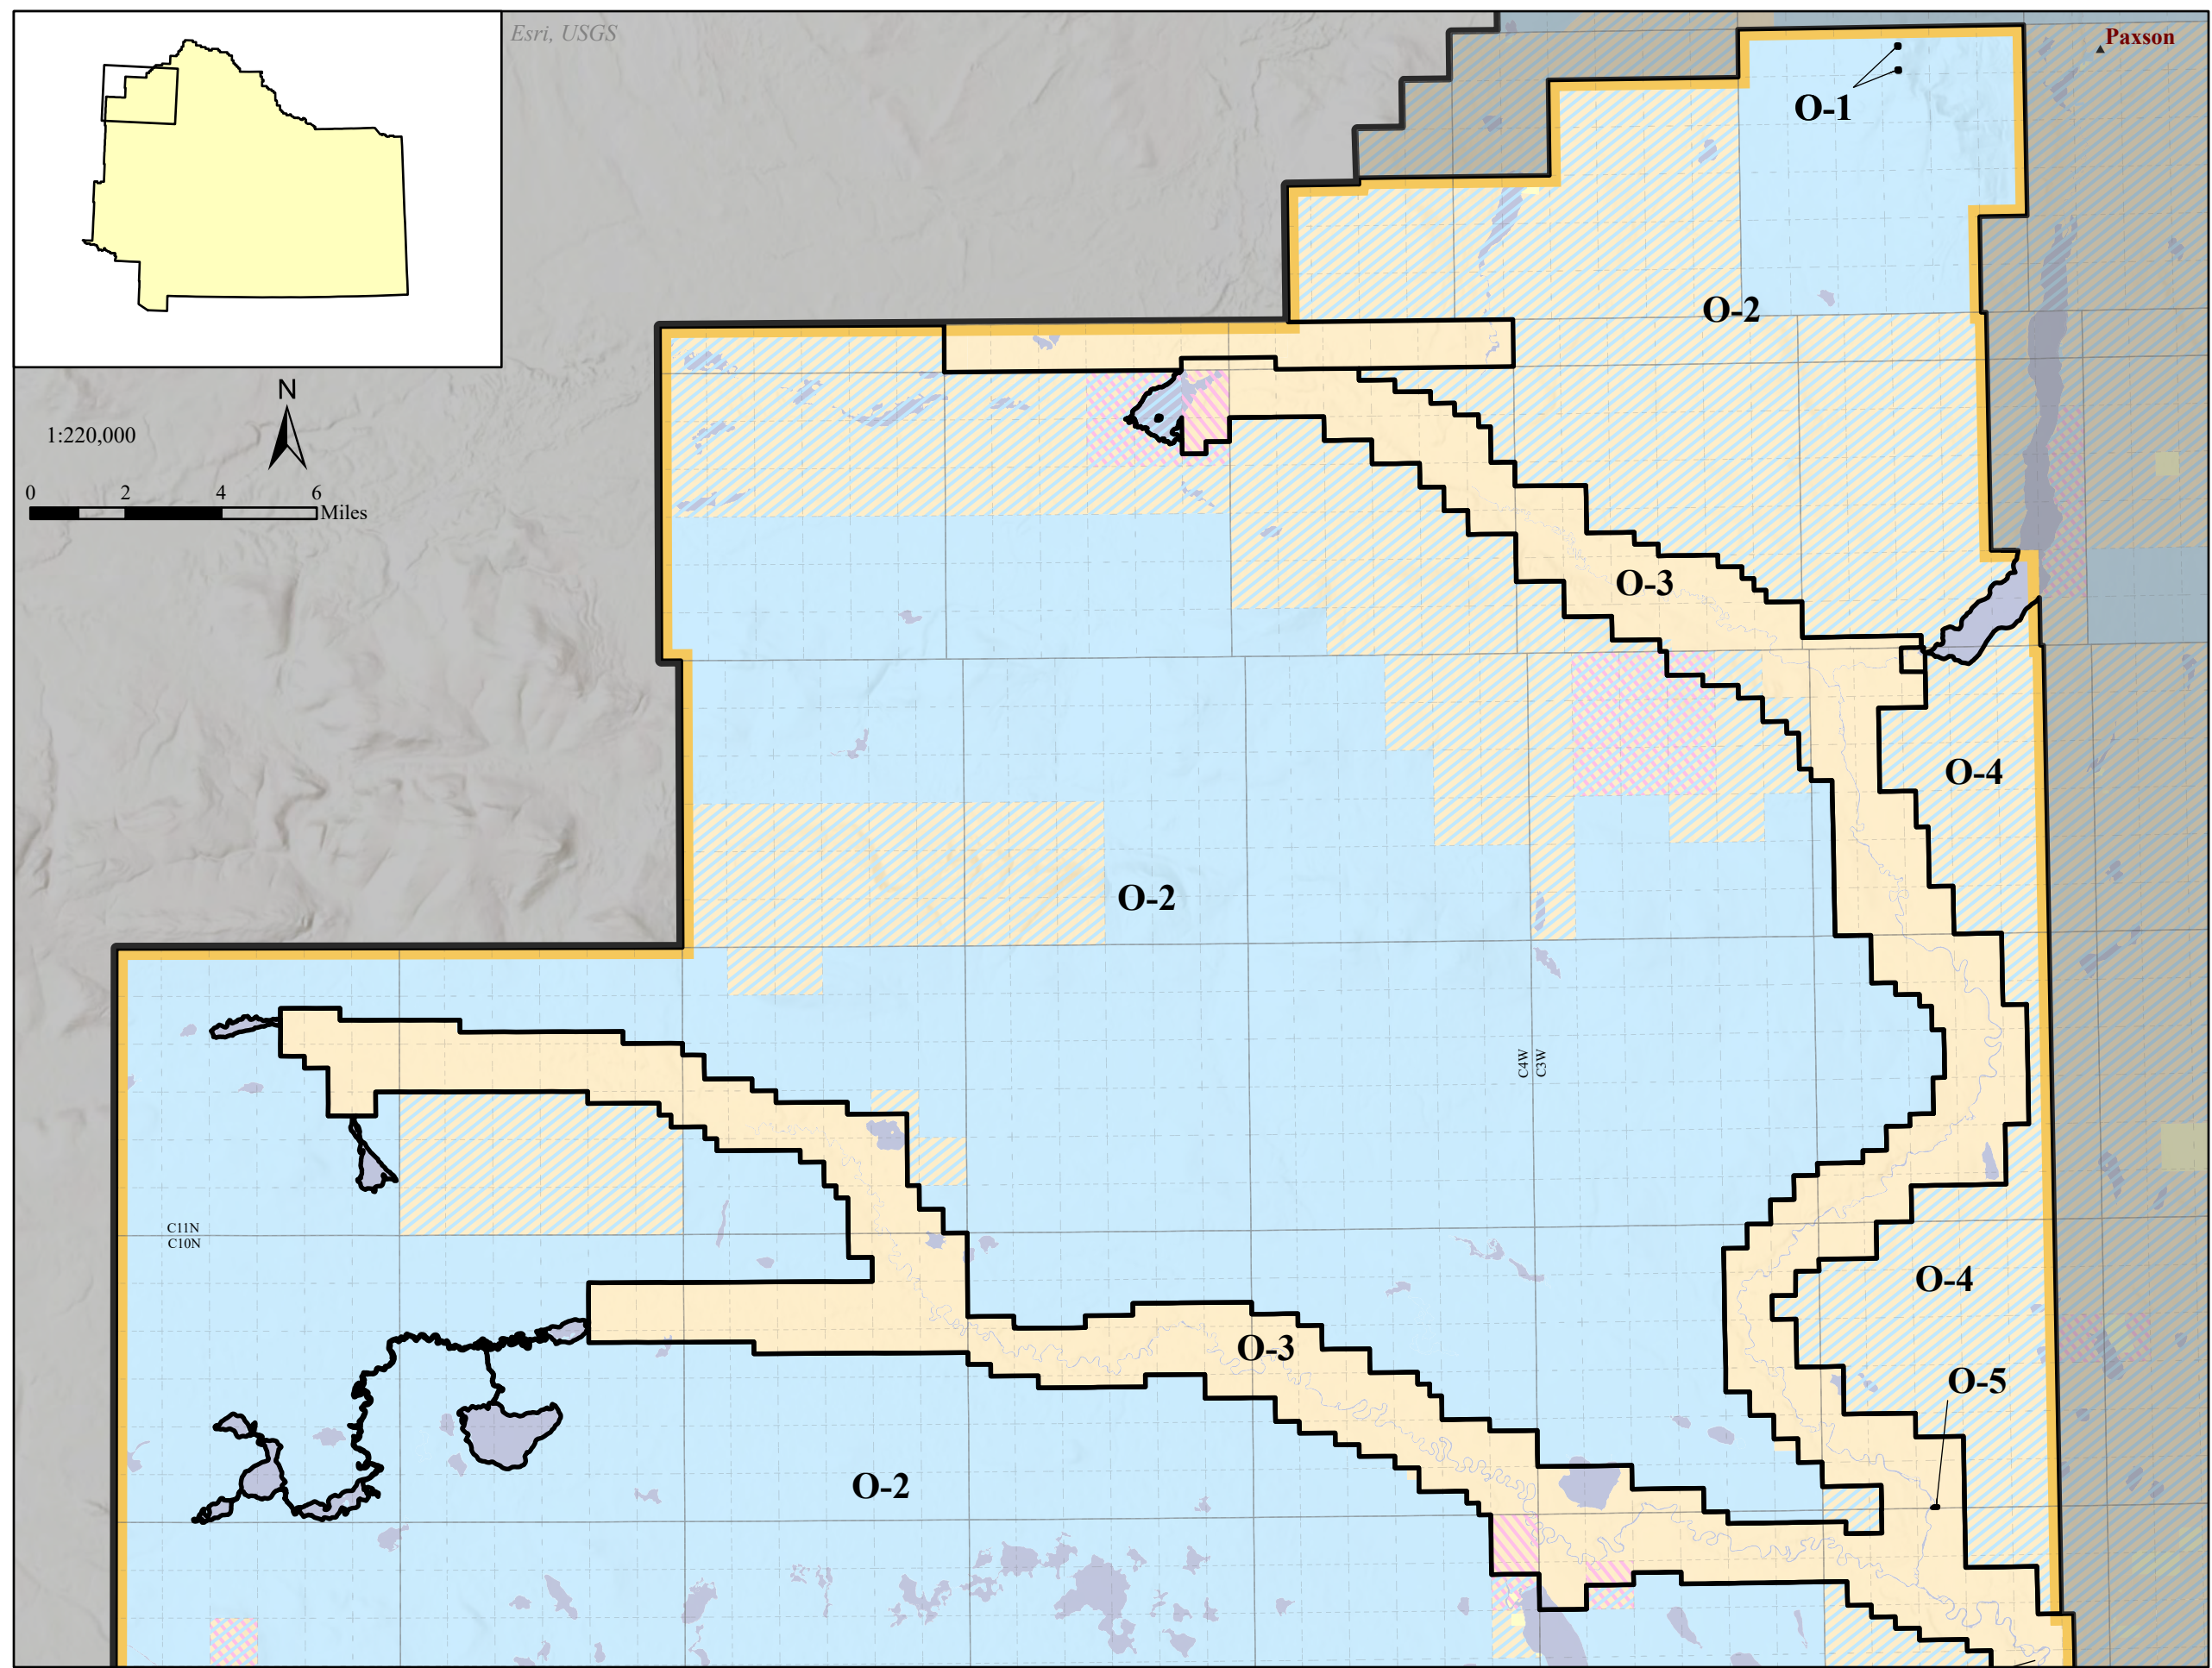 Esri, USGS
Paxson
O-1
O-2
N
1:220,000
0 2 4 6
Miles
O-3
O-4
O-2
C4W
C3W
C11N
C10N
O-4
O-3
O-5
O-2